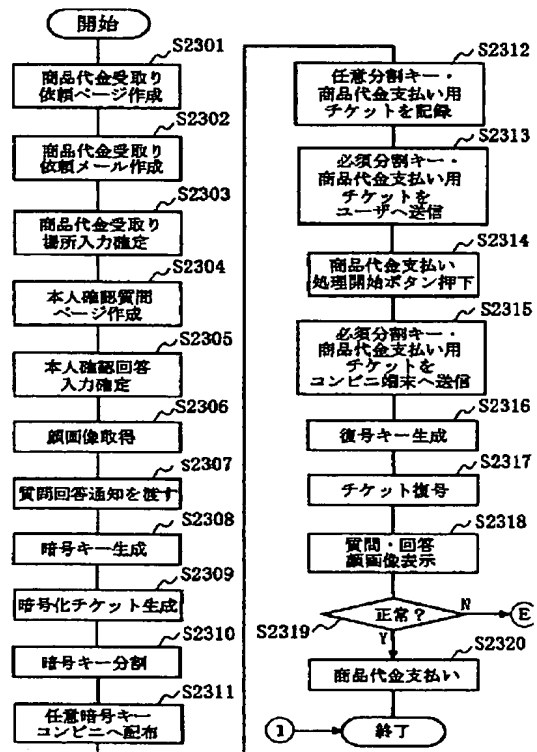 開始
S2301
商品代金受取り
依頼ページ作成
S2302
商品代金受取り
依頼メール作成
S2303
商品代金受取り
場所入力確定
S2304
本人確認質問
ページ作成
S2305
本人確認回答
入力確定
S2306
顔画像取得
S2307
質問回答通知を渡す
S2308
暗号キー生成
S2309
暗号化チケット生成
S2310
暗号キー分割
S2311
任意暗号キー
コンビニへ配布
S2312
任意分割キー・
商品代金支払い用
チケットを記録
S2313
必須分割キー・
商品代金支払い用
チケットを
ユーザへ送信
S2314
商品代金支払い
処理開始ボタン押下
S2315
必須分割キー・
商品代金支払い用
チケットを
コンビニ端末へ送信
S2316
復号キー生成
S2317
チケット復号
S2318
質問・回答
顔画像表示
正常?
N
E
S2319
Y
S2320
商品代金支払い
1
終了